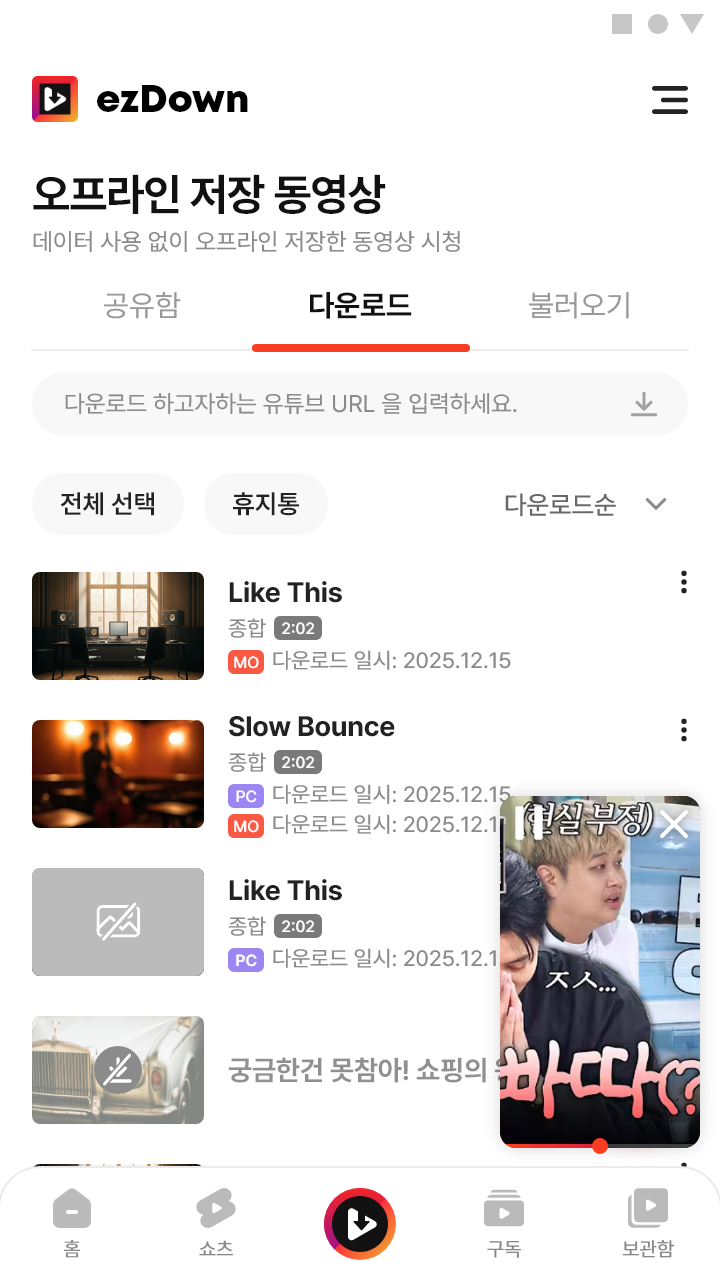 ezDown
오프라인 저장 동영상
데이터 사용 없이 오프라인 저장한 동영상 시청
공유함 다운로드 불러오기
다운로드 하고자하는 유튜브 URL 을 입력하세요.
전체 선택 휴지통 다운로드순
Like This
종합 2:02
MO 다운로드 일시: 2025.12.15
Slow Bounce
종합 2:02
PC 다운로드 일시: 2025.12.15
MO 다운로드 일시: 2025.12.1
(현실 부정)
Like This
종합 2:02
PC 다운로드 일시: 2025.12.1
ㅈㅅ...
궁금한건 못참아! 쇼핑의
빠따(?
홈 쇼츠 구독 보관함